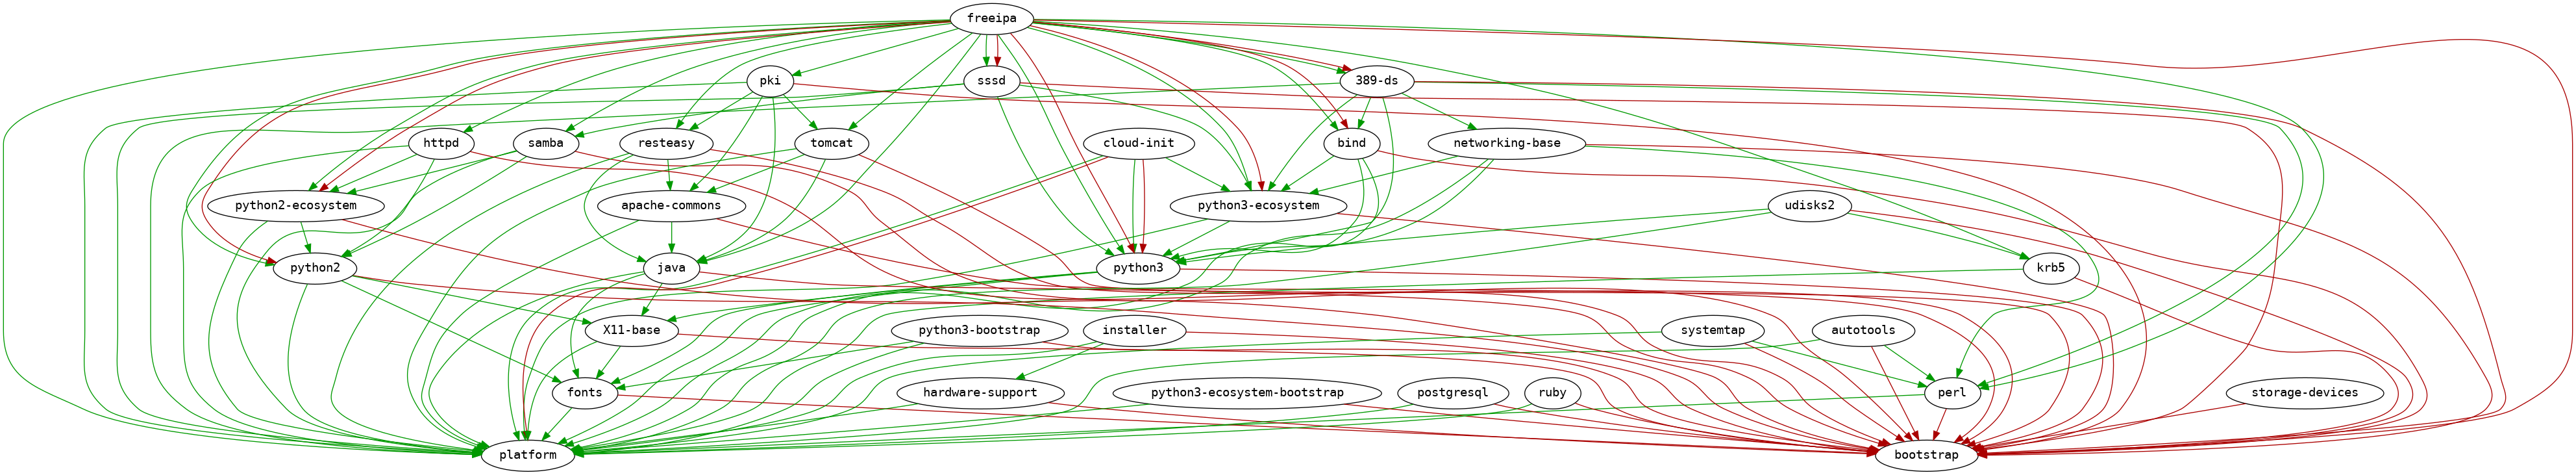 freeipa
pki
sssd
389-ds
httpd
samba
resteasy
tomcat
cloud-init
bind
networking-base
python2-ecosystem
apache-commons
python3-ecosystem
udisks2
python2
java
python3
krb5
X11-base
python3-bootstrap
installer
systemtap
autotools
fonts
hardware-support
python3-ecosystem-bootstrap
postgresql
ruby
perl
storage-devices
platform
bootstrap